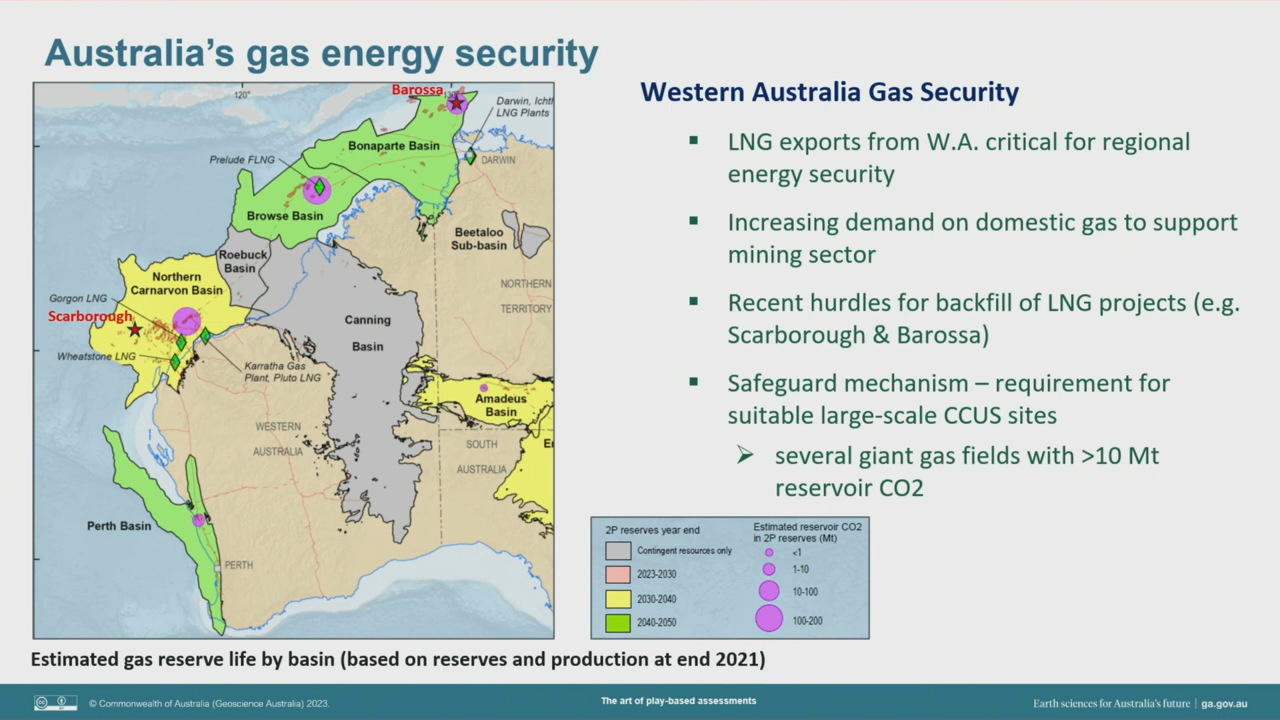 Australia's gas energy security
120°
Barossa
Darwin, Icht
LNG Plants
Bonaparte Basin
Prelude FLNG
DARWIN
Browse Basin
Beetaloo
Sub-basin
Roebuck
Basin
Northern
Carnarvon Basin
NORTHERN
TERRITORY
Gorgon LNG
Scarborough
Canning
Basin
Wheatstone LNG
Karratha Gas
Plant, Pluto LNG
Amadeus
Basin
WESTERN
AUSTRALIA
SOUTH
AUSTRALIA
Perth Basin
PERTH
Western Australia Gas Security
▪ LNG exports from W.A. critical for regional
energy security
▪ Increasing demand on domestic gas to support
mining sector
▪ Recent hurdles for backfill of LNG projects (e.g.
Scarborough & Barossa)
▪ Safeguard mechanism – requirement for
suitable large-scale CCUS sites
➢ several giant gas fields with >10 Mt
reservoir CO2
2P reserves year end
Contingent resources only
2023-2030
2030-2040
2040-2050
Estimated reservoir CO2
in 2P reserves (Mt)
<1
1-10
10-100
100-200
Estimated gas reserve life by basin (based on reserves and production at end 2021)
© Commonwealth of Australia (Geoscience Australia) 2023.
The art of play-based assessments
Earth sciences for Australia's future | ga.gov.au